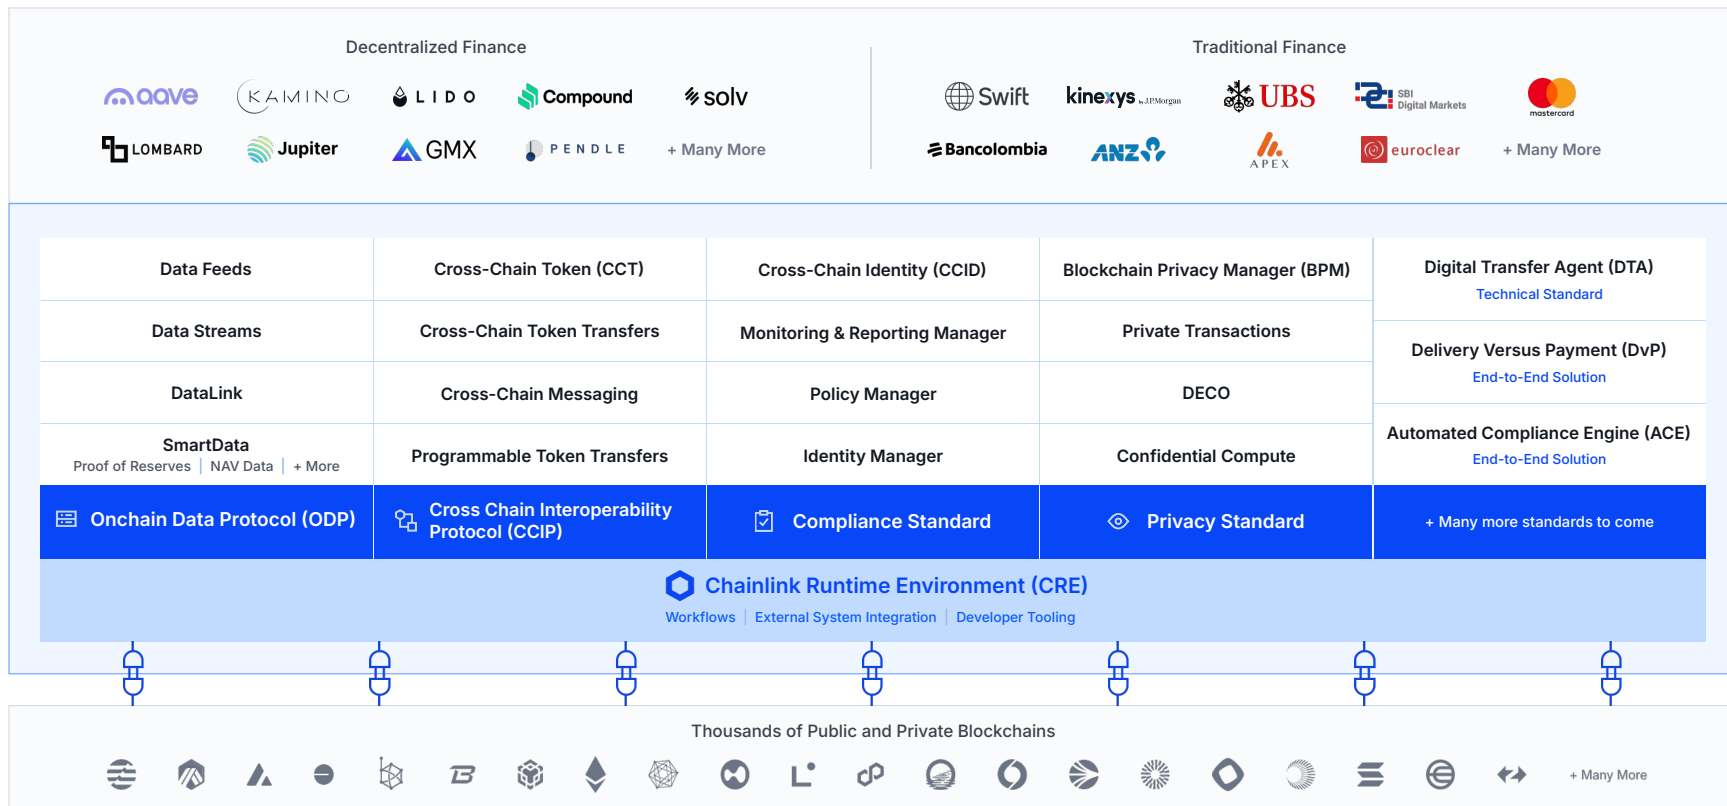 Decentralized Finance
aave
KAMINO
LIDO
Compound
solv
LOMBARD
Jupiter
GMX
PENDLE
+ Many More
Traditional Finance
Swift
kinexys by J.P.Morgan
UBS
SBI
Digital Markets
mastercard
Bancolombia
ANZ
APEX
euroclear
+ Many More
Data Feeds
Data Streams
DataLink
SmartData
Proof of Reserves | NAV Data | + More
Onchain Data Protocol (ODP)
Cross-Chain Token (CCT)
Cross-Chain Token Transfers
Cross-Chain Messaging
Programmable Token Transfers
Cross Chain Interoperability
Protocol (CCIP)
Cross-Chain Identity (CCID)
Monitoring & Reporting Manager
Policy Manager
Identity Manager
Compliance Standard
Blockchain Privacy Manager (BPM)
Private Transactions
DECO
Confidential Compute
Privacy Standard
Digital Transfer Agent (DTA)
Technical Standard
Delivery Versus Payment (DvP)
End-to-End Solution
Automated Compliance Engine (ACE)
End-to-End Solution
+ Many more standards to come
Chainlink Runtime Environment (CRE)
Workflows | External System Integration | Developer Tooling
Thousands of Public and Private Blockchains
+ Many More